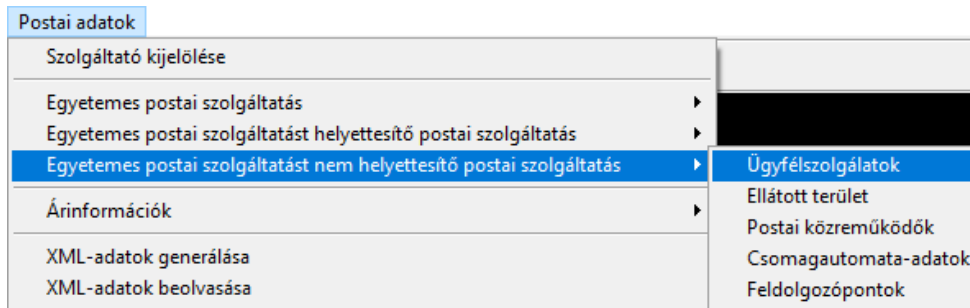 Postai adatok
Szolgáltató kijelölése
Egyetemes postai szolgáltatás
Egyetemes postai szolgáltatást helyettesítő postai szolgáltatás
Egyetemes postai szolgáltatást nem helyettesítő postai szolgáltatás
Ügyfélszolgálatok
Ellátott terület
Árinformációk
Postai közreműködők
XML-adatok generálása
Csomagautomata-adatok
XML-adatok beolvasása
Feldolgozópontok